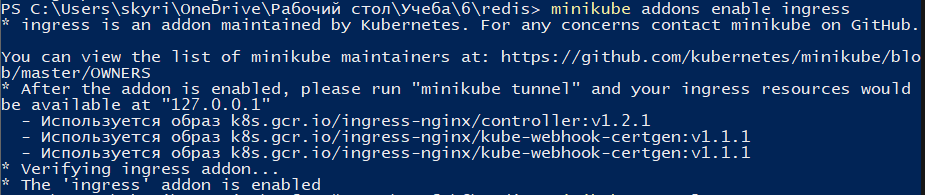 PS C:\Users\skyri\OneDrive\Рабочий стол\Учеба\6\redis> minikube addons enable ingress
* ingress is an addon maintained by Kubernetes. For any concerns contact minikube on GitHub.
You can view the list of minikube maintainers at: https://github.com/kubernetes/minikube/blo
b/master/OWNERS
* After the addon is enabled, please run "minikube tunnel" and your ingress resources would
be available at "127.0.0.1"
  - Используется образ k8s.gcr.io/ingress-nginx/controller:v1.2.1
  - Используется образ k8s.gcr.io/ingress-nginx/kube-webhook-certgen:v1.1.1
  - Используется образ k8s.gcr.io/ingress-nginx/kube-webhook-certgen:v1.1.1
* Verifying ingress addon...
* The 'ingress' addon is enabled